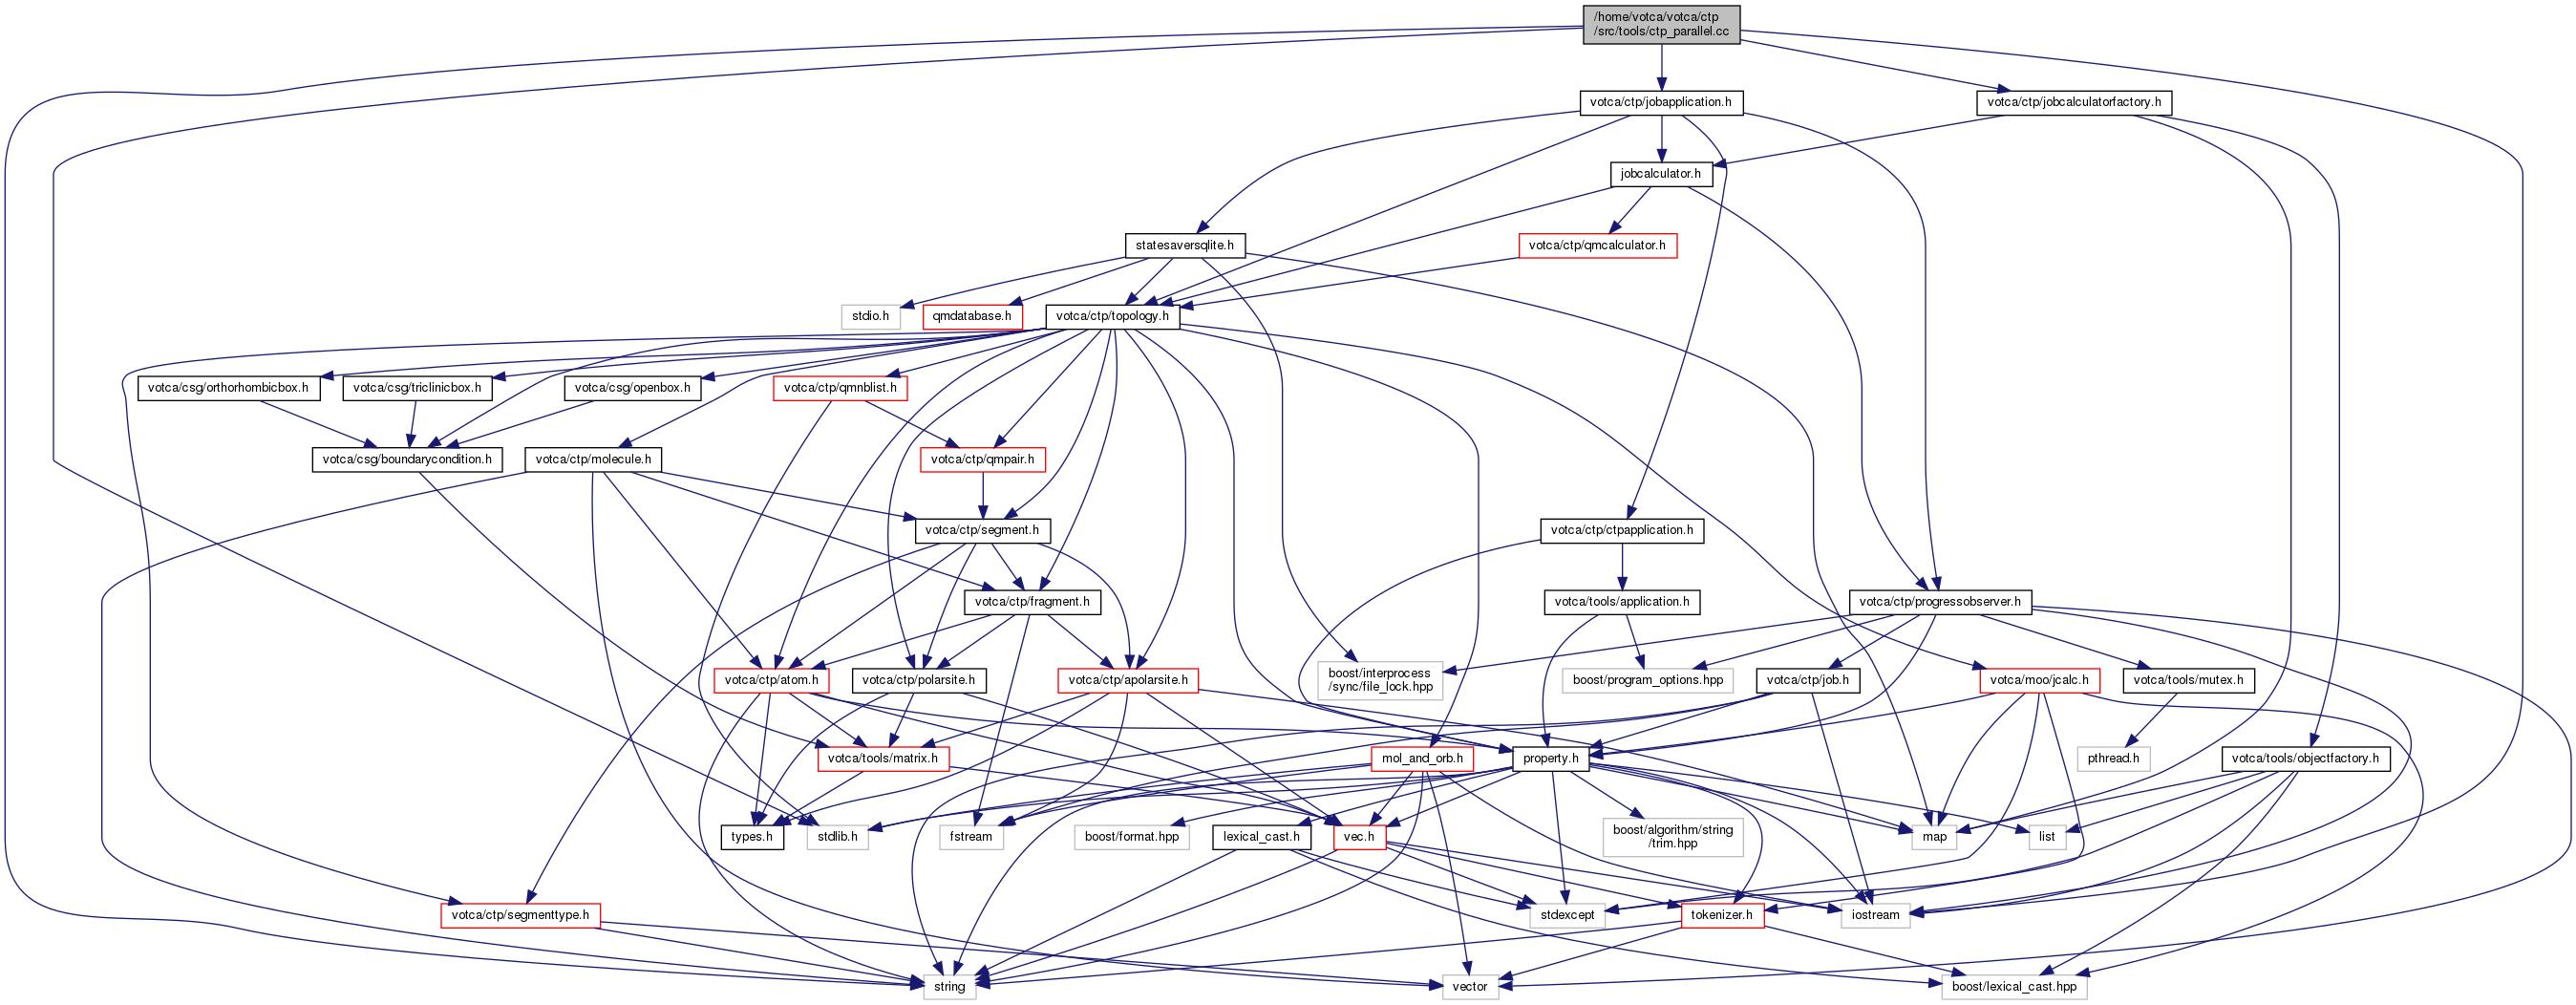 /home/votca/votca/ctp
/src/tools/ctp_parallel.cc
votca/ctp/jobapplication.h
votca/ctp/jobcalculatorfactory.h
jobcalculator.h
statesaversqlite.h
votca/ctp/qmcalculator.h
stdio.h
qmdatabase.h
votca/ctp/topology.h
votca/csg/orthorhombicbox.h
votca/csg/triclinicbox.h
votca/csg/openbox.h
votca/ctp/qmnblist.h
votca/csg/boundarycondition.h
votca/ctp/molecule.h
votca/ctp/qmpair.h
votca/ctp/segment.h
votca/ctp/ctpapplication.h
votca/ctp/fragment.h
votca/tools/application.h
votca/ctp/progressobserver.h
votca/ctp/atom.h
votca/ctp/polarsite.h
votca/ctp/apolarsite.h
boost/interprocess
/sync/file_lock.hpp
boost/program_options.hpp
votca/ctp/job.h
votca/moo/jcalc.h
votca/tools/mutex.h
votca/tools/matrix.h
mol_and_orb.h
property.h
pthread.h
votca/tools/objectfactory.h
types.h
stdlib.h
fstream
boost/format.hpp
lexical_cast.h
vec.h
boost/algorithm/string
/trim.hpp
map
list
votca/ctp/segmenttype.h
stdexcept
tokenizer.h
iostream
string
vector
boost/lexical_cast.hpp